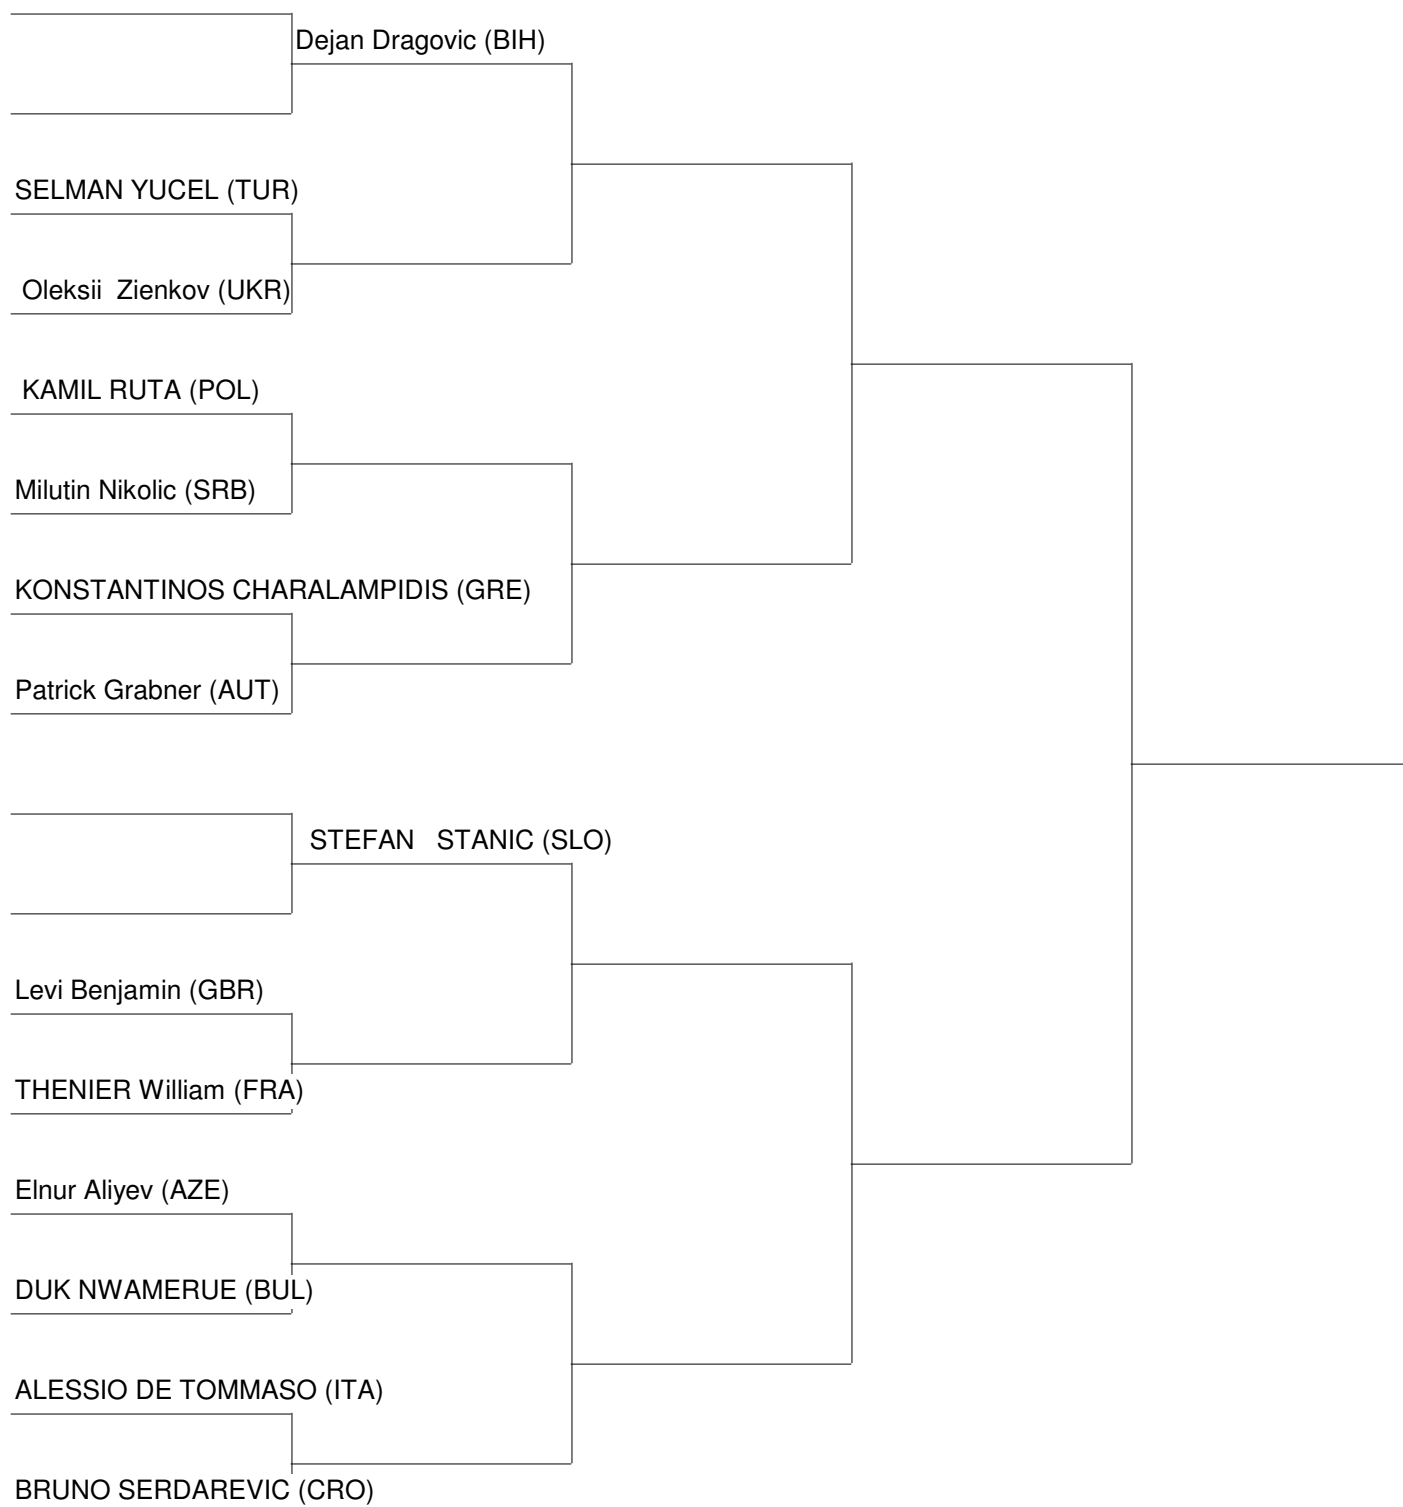 Dejan Dragovic (BIH)
SELMAN YUCEL (TUR)
Oleksii  Zienkov (UKR)
KAMIL RUTA (POL)
Milutin Nikolic (SRB)
KONSTANTINOS CHARALAMPIDIS (GRE)
Patrick Grabner (AUT)
STEFAN   STANIC (SLO)
Levi Benjamin (GBR)
THENIER William (FRA)
Elnur Aliyev (AZE)
DUK NWAMERUE (BUL)
ALESSIO DE TOMMASO (ITA)
BRUNO SERDAREVIC (CRO)